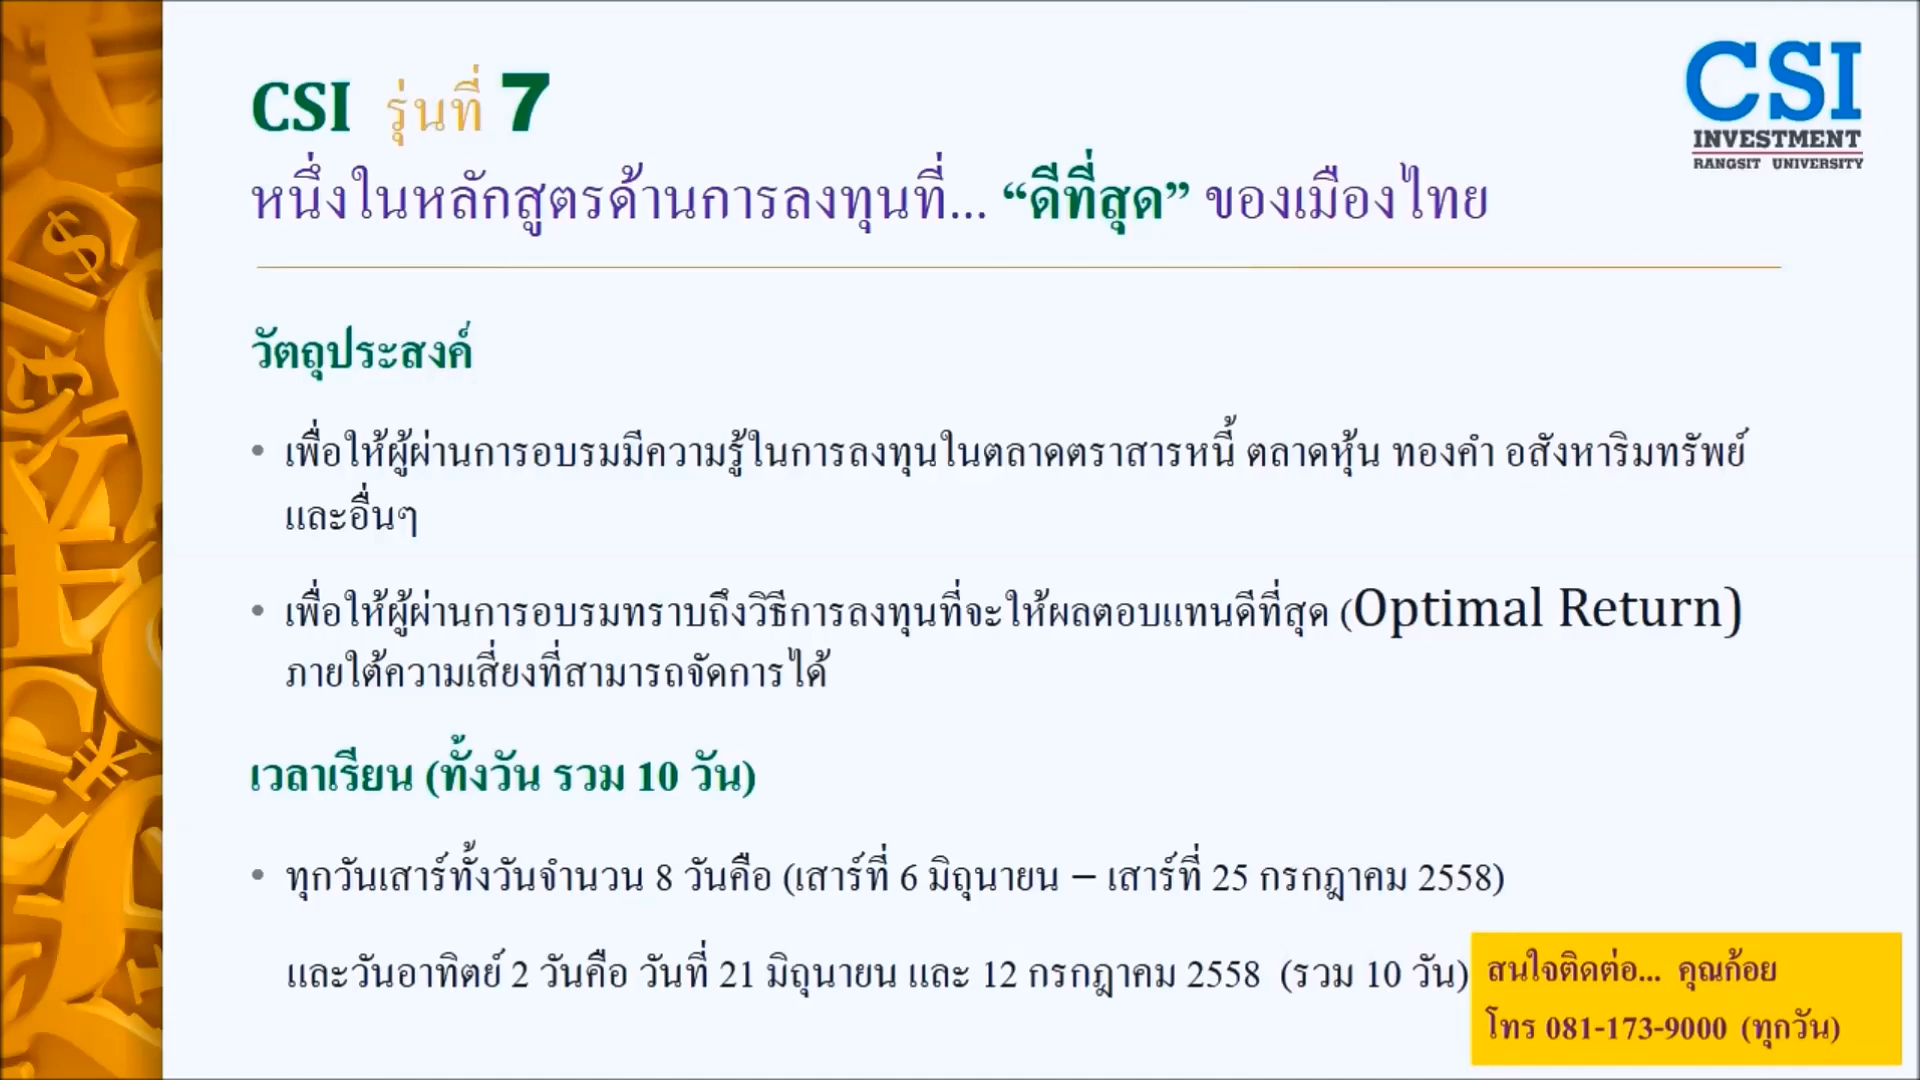 CSI รุ่นที่ 7
หนึ่งในหลักสูตรด้านการลงทุนที่... “ดีที่สุด” ของเมืองไทย
CSI
INVESTMENT
RANGSIT UNIVERSITY
วัตถุประสงค์
• เพื่อให้ผู้ผ่านการอบรมมีความรู้ในการลงทุนในตลาดตราสารหนี้ ตลาดหุ้น ทองคำ อสังหาริมทรัพย์
และอื่นๆ
• เพื่อให้ผู้ผ่านการอบรมทราบถึงวิธีการลงทุนที่จะให้ผลตอบแทนดีที่สุด (Optimal Return)
ภายใต้ความเสี่ยงที่สามารถจัดการได้
เวลาเรียน (ทั้งวัน รวม 10 วัน)
• ทุกวันเสาร์ทั้งวันจำนวน 8 วันคือ (เสาร์ที่ 6 มิถุนายน – เสาร์ที่ 25 กรกฎาคม 2558)
และวันอาทิตย์ 2 วันคือ วันที่ 21 มิถุนายน และ 12 กรกฎาคม 2558 (รวม 10 วัน)
สนใจติดต่อ... คุณก้อย
โทร 081-173-9000 (ทุกวัน)